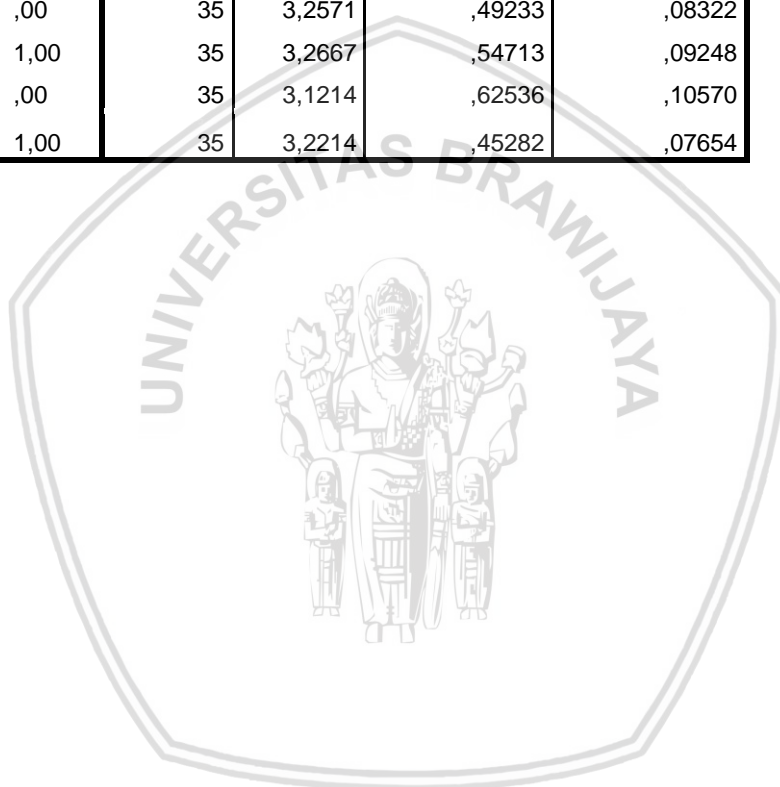 ,00 35 3,2571 ,49233 ,08322
1,00 35 3,2667 ,54713 ,09248
,00 35 3,1214 ,62536 ,10570
1,00 35 3,2214 ,45282 ,07654
UNIVERSITAS BRAWIJAYA